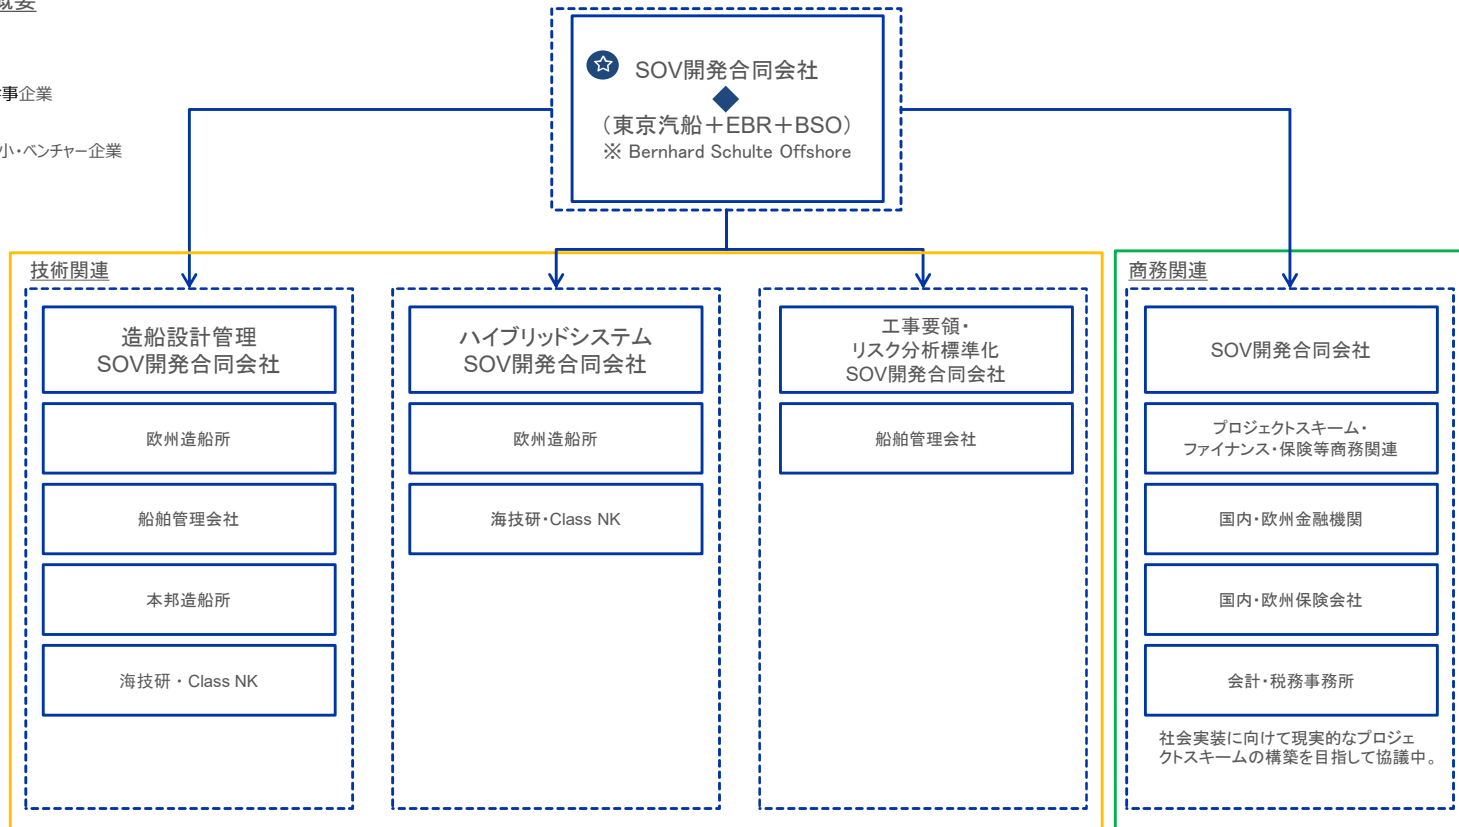 概要
事企業
小・ベンチャー企業
SOV開発合同会社
（東京汽船＋EBR＋BSO）
※ Bernhard Schulte Offshore
技術関連
造船設計管理
SOV開発合同会社
欧州造船所
船舶管理会社
本邦造船所
海技研・Class NK
ハイブリッドシステム
SOV開発合同会社
欧州造船所
海技研・Class NK
工事要領・
リスク分析標準化
SOV開発合同会社
船舶管理会社
商務関連
SOV開発合同会社
プロジェクトスキーム・
ファイナンス・保険等商務関連
国内・欧州金融機関
国内・欧州保険会社
会計・税務事務所
社会実装に向けて現実的なプロジェ
クトスキームの構築を目指して協議中。